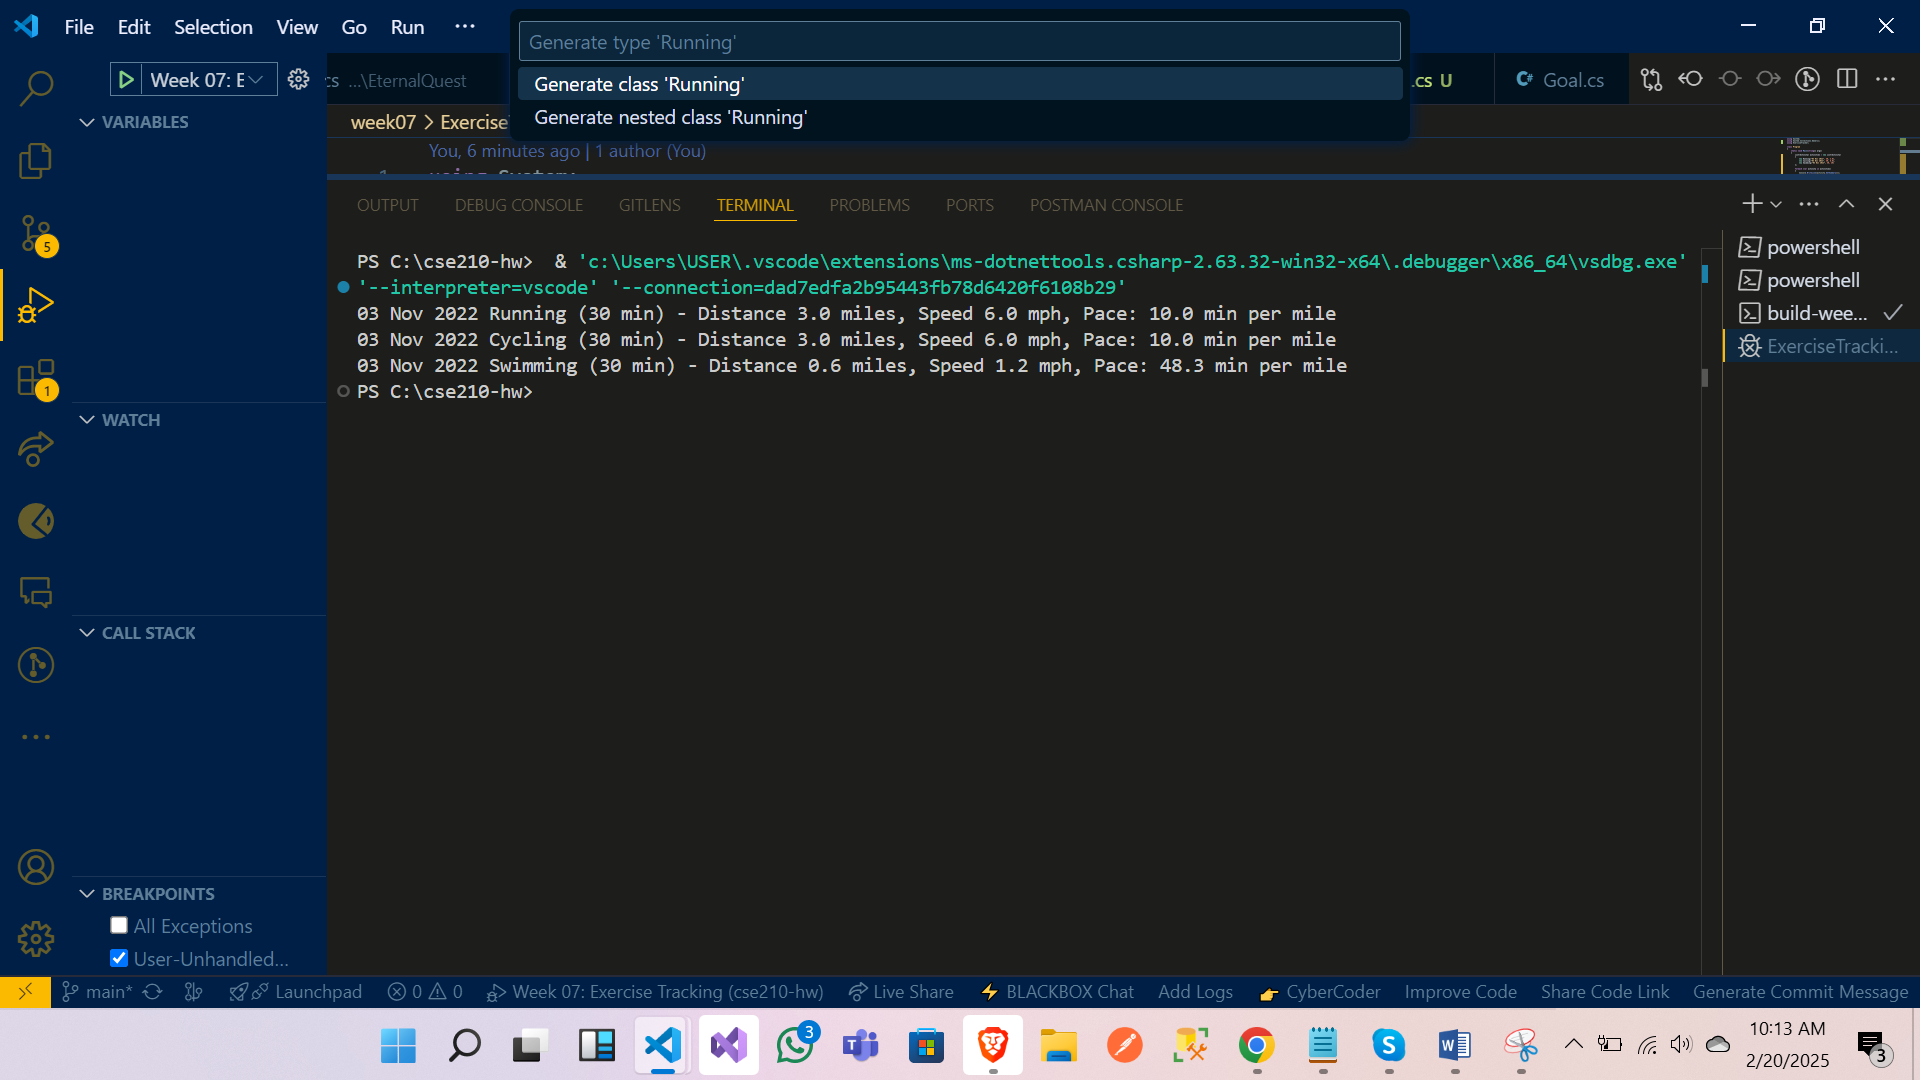 File Edit Selection View Go Run ···
Generate type 'Running'
Generate class 'Running'
Generate nested class 'Running'
Week 07: E
cs ...\EternalQuest
.cs U
C# Goal.cs
VARIABLES
week07 > Exercise
You, 6 minutes ago | 1 author (You)
OUTPUT DEBUG CONSOLE GITLENS TERMINAL PROBLEMS PORTS POSTMAN CONSOLE
PS C:\cse210-hw>  & 'c:\Users\USER\.vscode\extensions\ms-dotnettools.csharp-2.63.32-win32-x64\.debugger\x86_64\vsdbg.exe'
'--interpreter=vscode' '--connection=dad7edfa2b95443fb78d6420f6108b29'
03 Nov 2022 Running (30 min) - Distance 3.0 miles, Speed 6.0 mph, Pace: 10.0 min per mile
03 Nov 2022 Cycling (30 min) - Distance 3.0 miles, Speed 6.0 mph, Pace: 10.0 min per mile
03 Nov 2022 Swimming (30 min) - Distance 0.6 miles, Speed 1.2 mph, Pace: 48.3 min per mile
PS C:\cse210-hw>
powershell
powershell
build-wee...
ExerciseTracki...
5
1
WATCH
CALL STACK
BREAKPOINTS
All Exceptions
User-Unhandled...
main* Launchpad 0 0 Week 07: Exercise Tracking (cse210-hw) Live Share BLACKBOX Chat Add Logs CyberCoder Improve Code Share Code Link Generate Commit Message
3
10:13 AM
2/20/2025
3